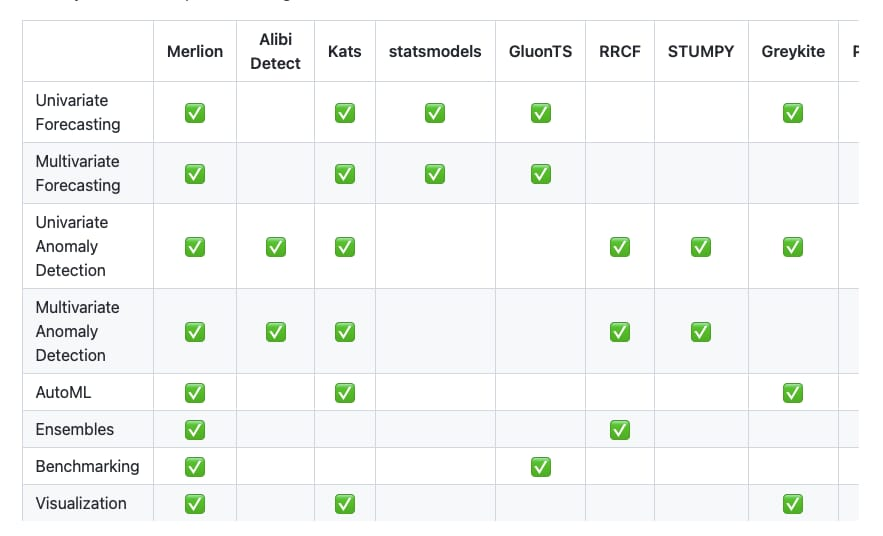 Merlion Alibi Detect Kats statsmodels GluonTS RRCF STUMPY Greykite
Univariate Forecasting ✅ ✅ ✅ ✅ ✅
Multivariate Forecasting ✅ ✅ ✅ ✅
Univariate Anomaly Detection ✅ ✅ ✅ ✅ ✅ ✅
Multivariate Anomaly Detection ✅ ✅ ✅ ✅ ✅
AutoML ✅ ✅ ✅
Ensembles ✅ ✅
Benchmarking ✅ ✅
Visualization ✅ ✅ ✅